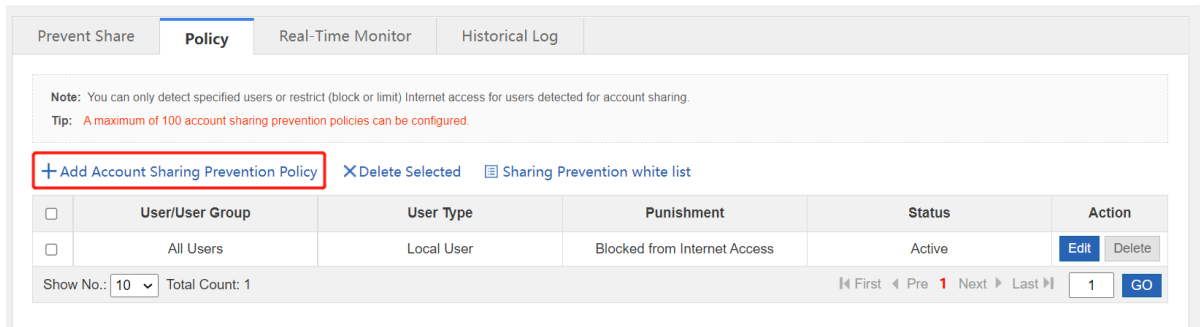 Prevent Share Policy Real-Time Monitor Historical Log
Note: You can only detect specified users or restrict (block or limit) Internet access for users detected for account sharing.
Tip: A maximum of 100 account sharing prevention policies can be configured.
Add Account Sharing Prevention Policy Delete Selected Sharing Prevention white list
User/User Group User Type Punishment Status Action
All Users Local User Blocked from Internet Access Active Edit Delete
Show No.: 10 Total Count: 1 First Pre 1 Next Last 1 GO